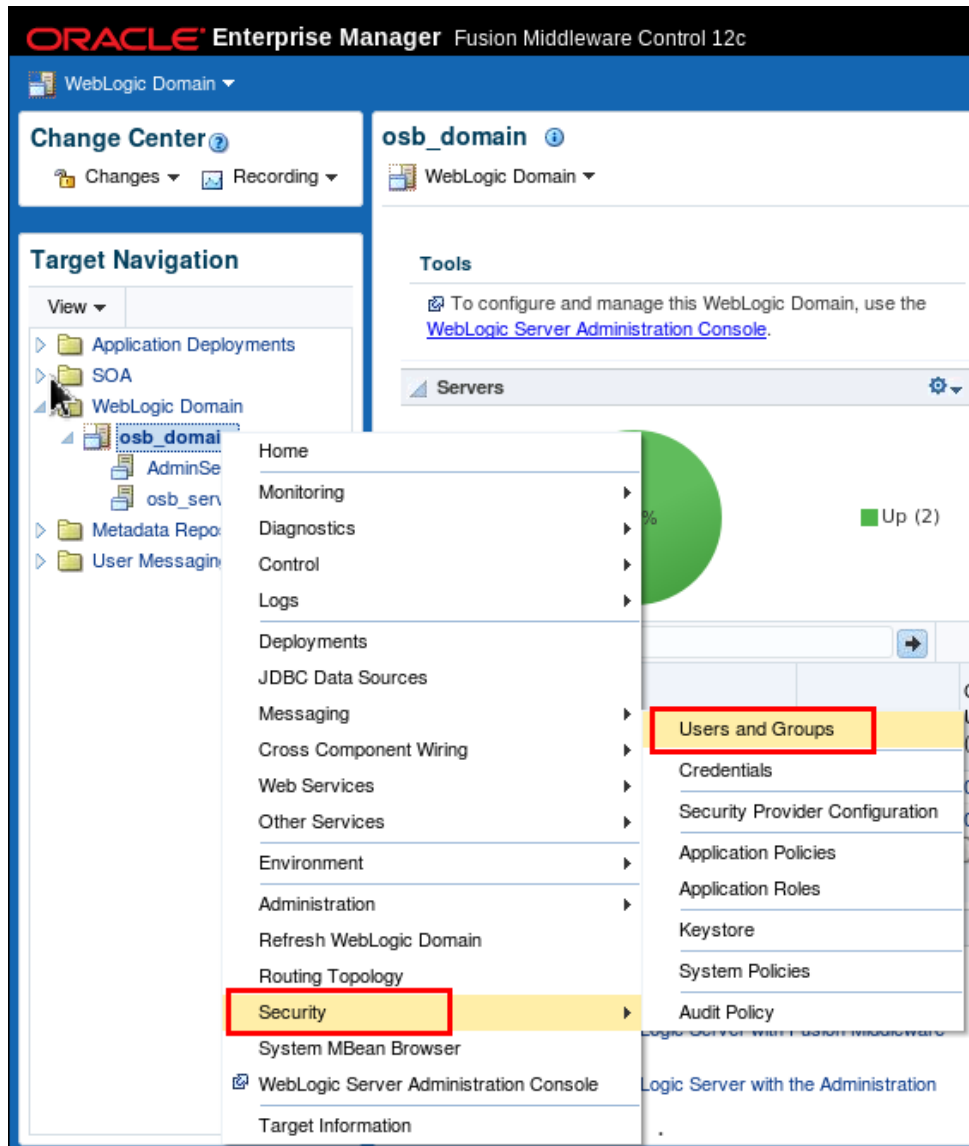 ORACLE Enterprise Manager Fusion Middleware Control 12c
WebLogic Domain
Change Center
Changes Recording
osb_domain
WebLogic Domain
Target Navigation
View
Application Deployments
SOA
WebLogic Domain
osb_domai
AdminSe
osb_serv
Metadata Repo
User Messagin
Tools
To configure and manage this WebLogic Domain, use the
WebLogic Server Administration Console.
Servers
%
Up (2)
Home
Monitoring
Diagnostics
Control
Logs
Deployments
JDBC Data Sources
Messaging
Cross Component Wiring
Web Services
Other Services
Environment
Administration
Refresh WebLogic Domain
Routing Topology
Security
System MBean Browser
WebLogic Server Administration Console
Target Information
Users and Groups
Credentials
Security Provider Configuration
Application Policies
Application Roles
Keystore
System Policies
Audit Policy
Logic Server with Fusion Middleware
Logic Server with the Administration